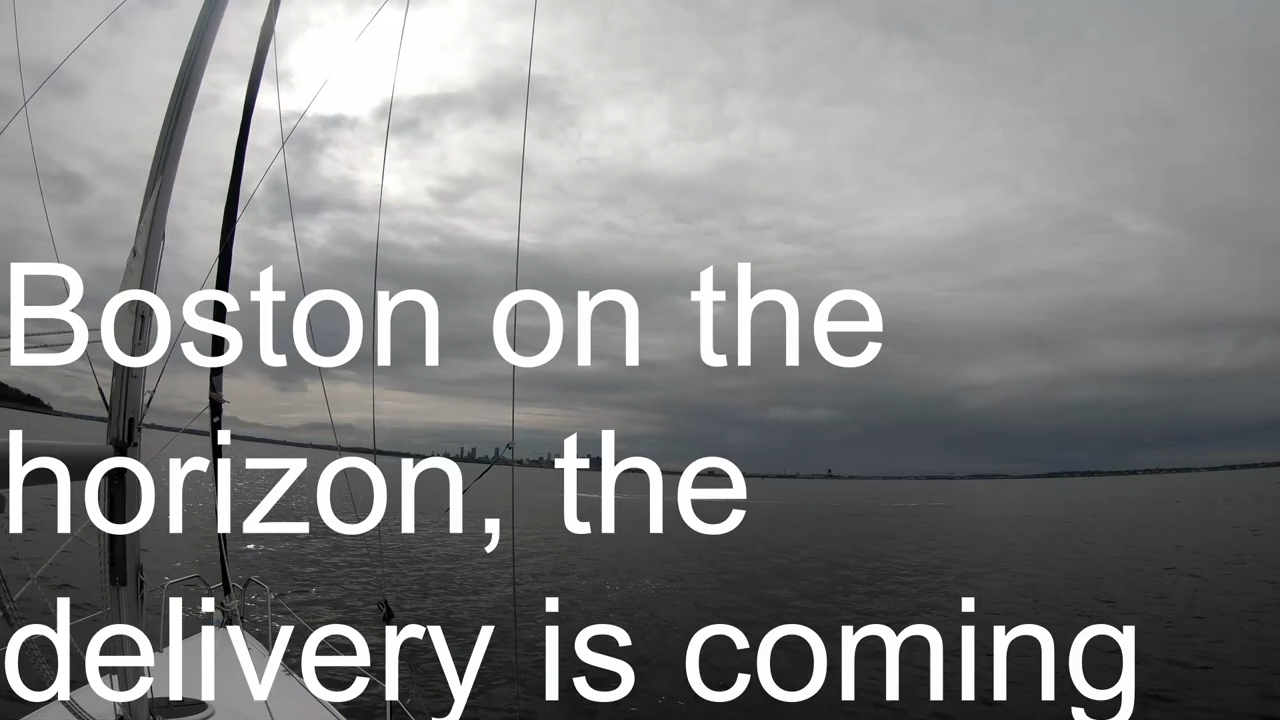 Boston on the
horizon, the
delivery is coming